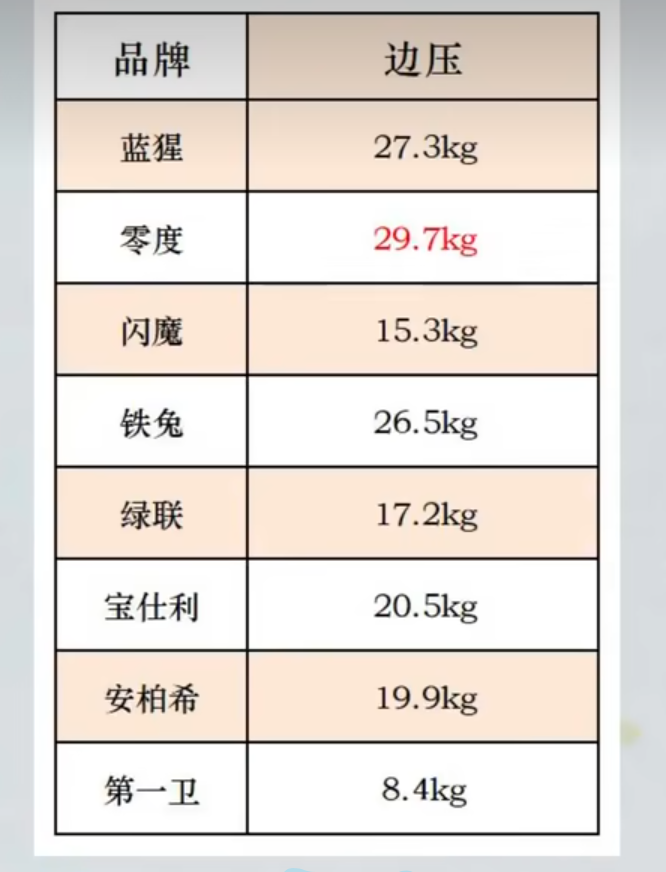 品牌 边压
蓝猩 27.3kg
零度 29.7kg
闪魔 15.3kg
铁兔 26.5kg
绿联 17.2kg
宝仕利 20.5kg
安柏希 19.9kg
第一卫 8.4kg